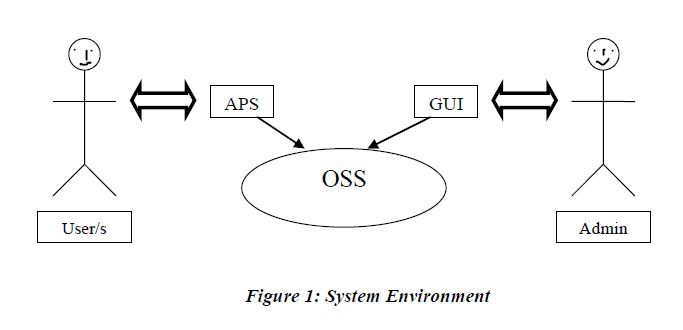 APS
GUI
OSS
User/s
Admin
Figure 1: System Environment